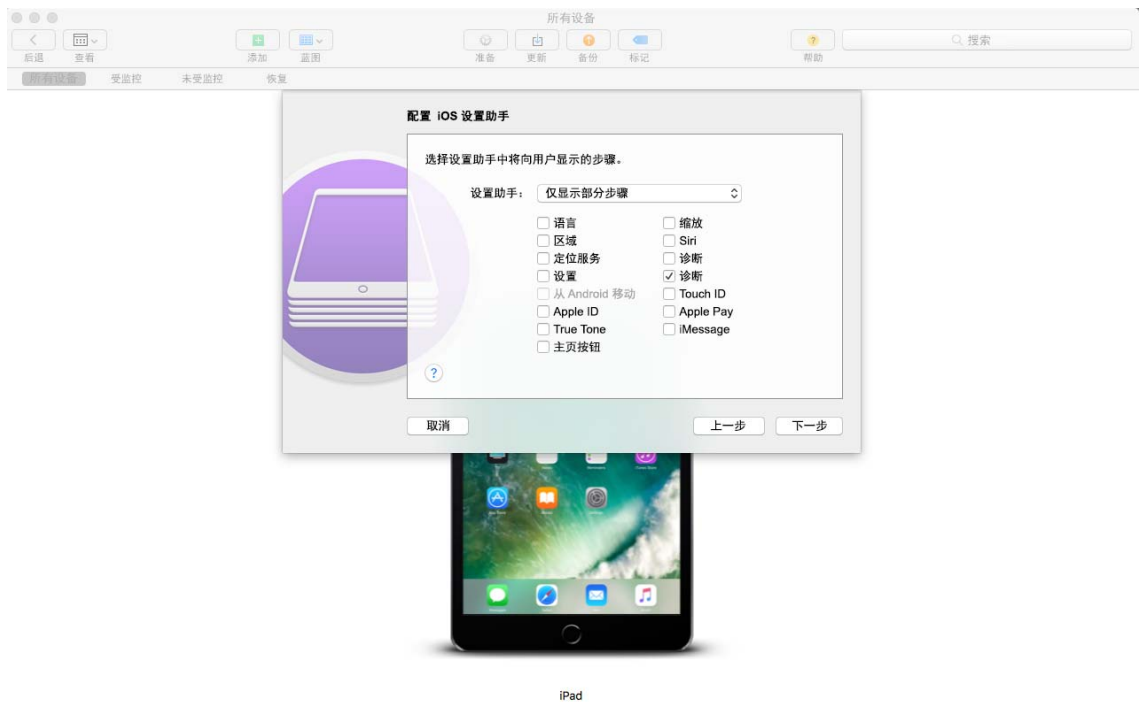 所有设备
后退 查看 添加 蓝图 准备 更新 备份 标记 帮助 搜索
所有设备 受监控 未受监控 恢复
配置 iOS 设置助手
选择设置助手中将向用户显示的步骤。
设置助手： 仅显示部分步骤
语言 缩放
区域 Siri
定位服务 诊断
设置 诊断
从 Android 移动 Touch ID
Apple ID Apple Pay
True Tone iMessage
主页按钮
?
取消 上一步 下一步
iPad